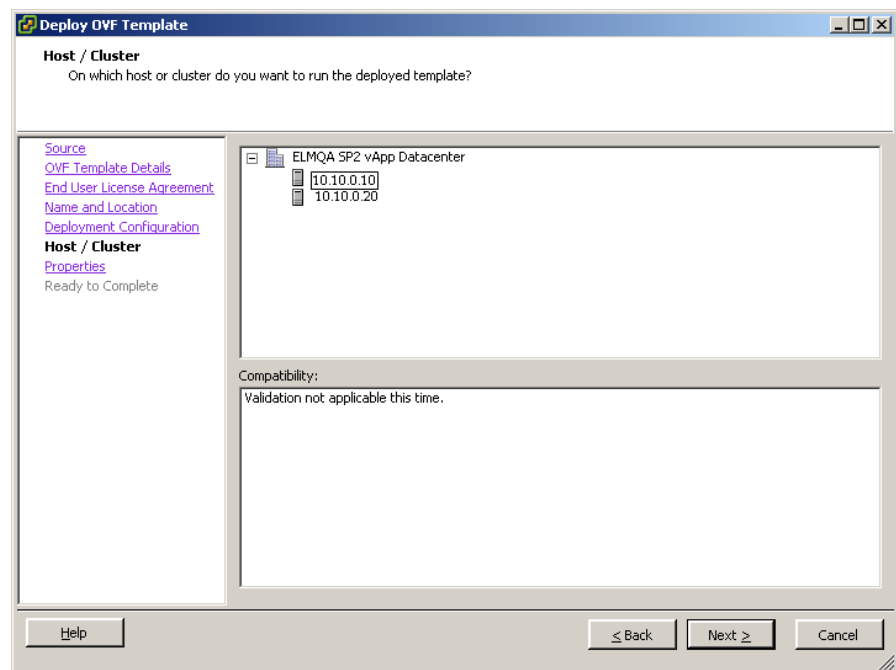 Deploy OVF Template
Host / Cluster
On which host or cluster do you want to run the deployed template?
Source
OVF Template Details
End User License Agreement
Name and Location
Deployment Configuration
Host / Cluster
Properties
Ready to Complete
ELMQA SP2 vApp Datacenter
10.10.0.10
10.10.0.20
Compatibility:
Validation not applicable this time.
Help
< Back
Next >
Cancel